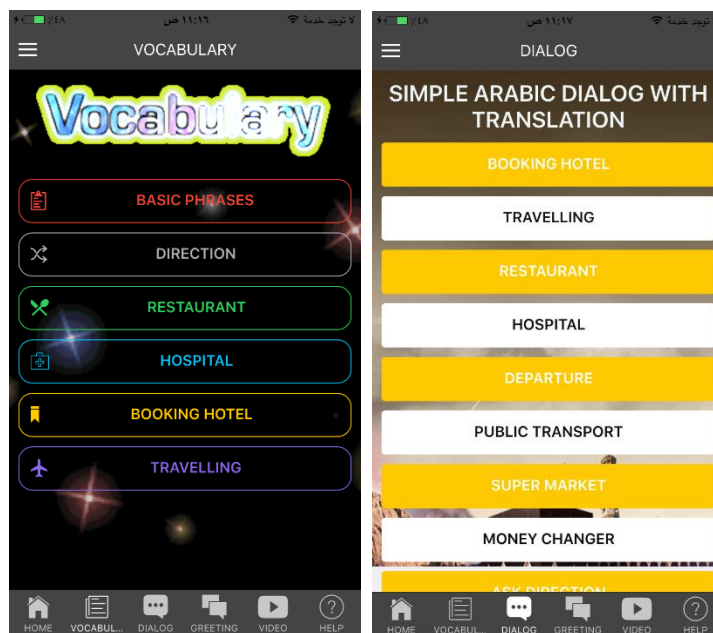 ٪٤٨
١١:١٦ ص
لا توجد خدمة
VOCABULARY
Vocabulary
BASIC PHRASES
DIRECTION
RESTAURANT
HOSPITAL
BOOKING HOTEL
TRAVELLING
HOME VOCABUL... DIALOG GREETING VIDEO HELP
٪٤٨
١١:١٧ ص
توجد خدمة
DIALOG
SIMPLE ARABIC DIALOG WITH
TRANSLATION
BOOKING HOTEL
TRAVELLING
RESTAURANT
HOSPITAL
DEPARTURE
PUBLIC TRANSPORT
SUPER MARKET
MONEY CHANGER
ASK DIRECTION
HOME VOCABUL... DIALOG GREETING VIDEO HELP